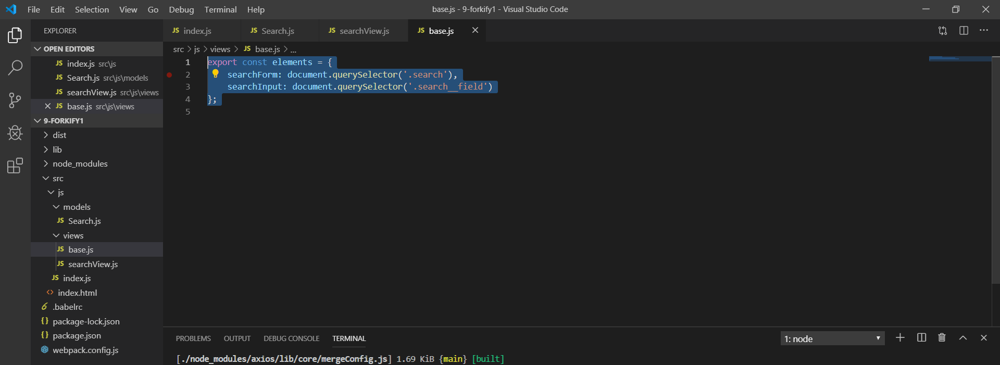 File Edit Selection View Go Debug Terminal Help
base.js - 9-forkify1 - Visual Studio Code
EXPLORER
OPEN EDITORS
JS index.js src\js
JS Search.js src\js\models
JS searchView.js src\js\views
JS base.js src\js\views
9-FORKIFY1
dist
lib
node_modules
src
js
models
JS Search.js
views
JS base.js
JS searchView.js
JS index.js
<> index.html
.babelrc
{} package-lock.json
{} package.json
webpack.config.js
JS index.js JS Search.js JS searchView.js JS base.js
src > js > views > JS base.js > ...
1 export const elements = {
2 searchForm: document.querySelector('.search'),
3 searchInput: document.querySelector('.search__field')
4 };
5
PROBLEMS OUTPUT DEBUG CONSOLE TERMINAL
1: node
[./node_modules/axios/lib/core/mergeConfig.js] 1.69 KiB {main} [built]